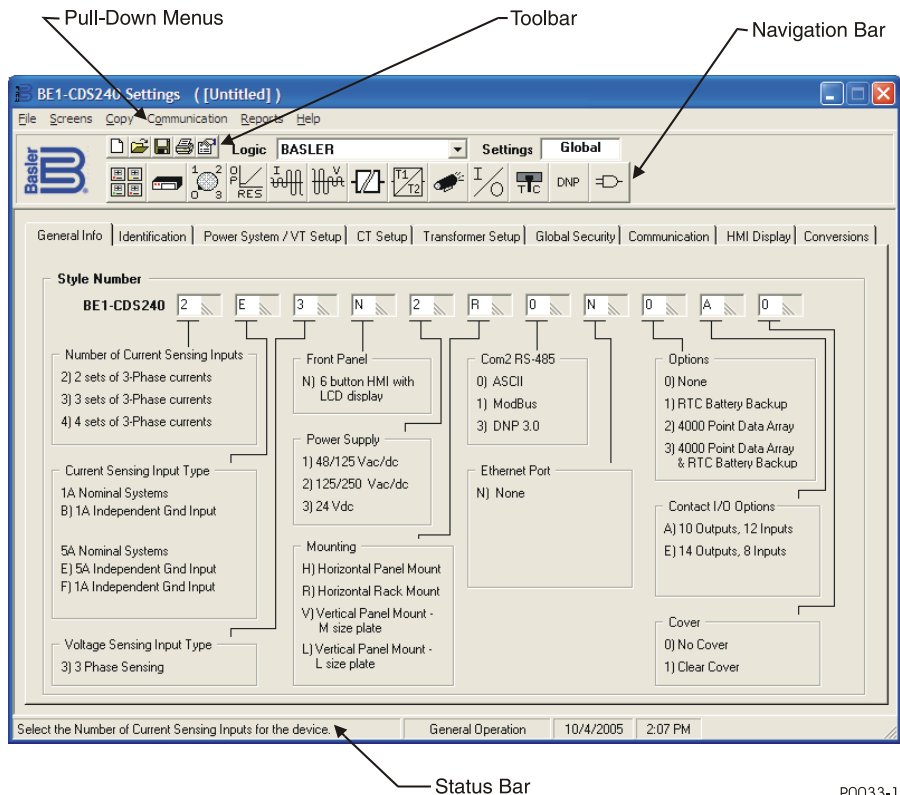 Pull-Down Menus
Toolbar
Navigation Bar
BE1-CDS240 Settings ( [Untitled] )
File Screens Copy Communication Reports Help
Basler
Logic BASLER Settings Global
1 2 0 3
O P L RES
I
V
T1 T2
I O
T C
DNP
General Info Identification Power System / VT Setup CT Setup Transformer Setup Global Security Communication HMI Display Conversions
Style Number
BE1-CDS240 2 E 3 N 2 R 0 N 0 A 0
Number of Current Sensing Inputs
2) 2 sets of 3-Phase currents
3) 3 sets of 3-Phase currents
4) 4 sets of 3-Phase currents
Current Sensing Input Type
1A Nominal Systems
B) 1A Independent Gnd Input
5A Nominal Systems
E) 5A Independent Gnd Input
F) 1A Independent Gnd Input
Voltage Sensing Input Type
3) 3 Phase Sensing
Front Panel
N) 6 button HMI with
LCD display
Power Supply
1) 48/125 Vac/dc
2) 125/250 Vac/dc
3) 24 Vdc
Mounting
H) Horizontal Panel Mount
R) Horizontal Rack Mount
V) Vertical Panel Mount -
M size plate
L) Vertical Panel Mount -
L size plate
Com2 RS-485
0) ASCII
1) ModBus
3) DNP 3.0
Ethernet Port
N) None
Options
0) None
1) RTC Battery Backup
2) 4000 Point Data Array
3) 4000 Point Data Array
& RTC Battery Backup
Contact I/O Options
A) 10 Outputs, 12 Inputs
E) 14 Outputs, 8 Inputs
Cover
0) No Cover
1) Clear Cover
Select the Number of Current Sensing Inputs for the device. General Operation 10/4/2005 2:07 PM
Status Bar
P0033-1